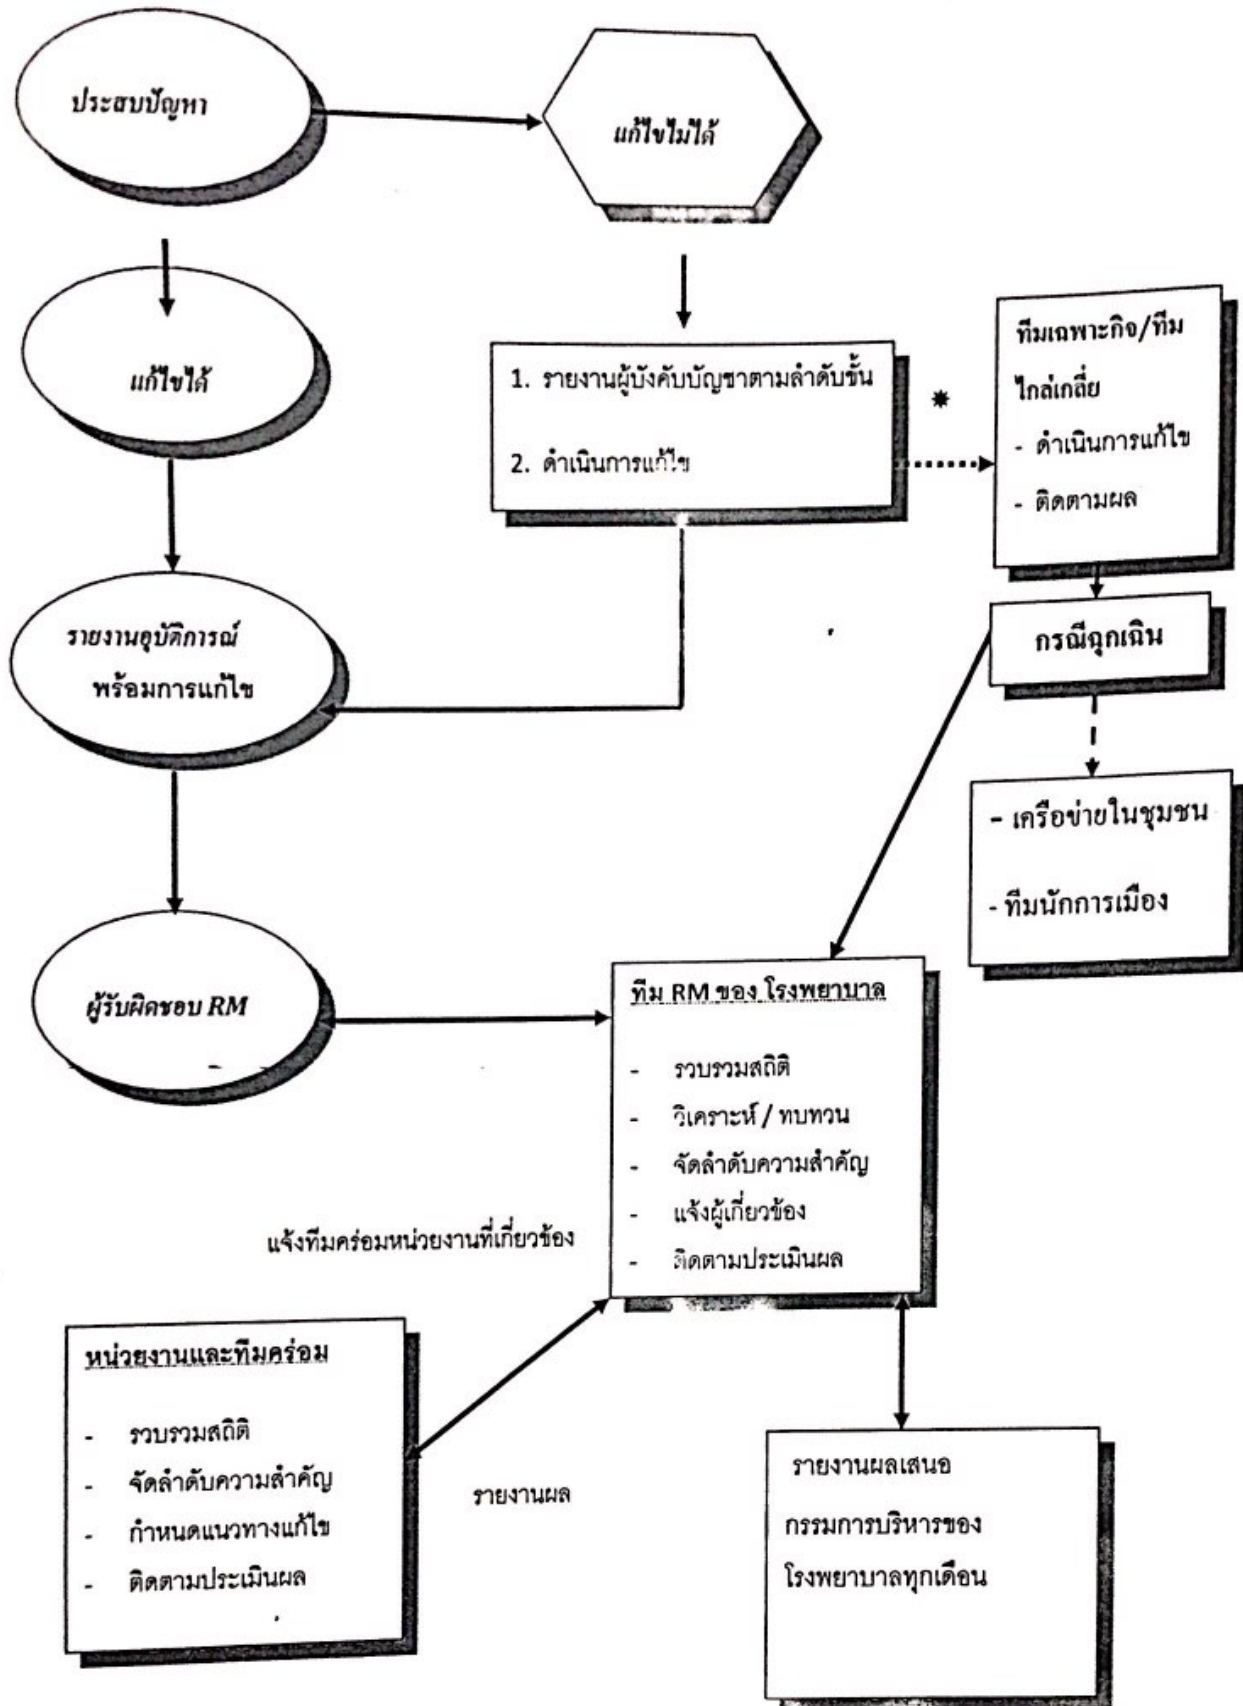 ประสบปัญหา
แก้ไขไม่ได้
แก้ไขได้
1. รายงานผู้บังคับบัญชาตามลำดับชั้น
2. ดำเนินการแก้ไข
*
ทีมเฉพาะกิจ/ทีม
ไกล่เกลี่ย
- ดำเนินการแก้ไข
- ติดตามผล
กรณีฉุกเฉิน
- เครือข่ายในชุมชน
- ทีมนักการเมือง
รายงานอุบัติการณ์
พร้อมการแก้ไข
ผู้รับผิดชอบ RM
ทีม RM ของ โรงพยาบาล
- รวบรวมสถิติ
- วิเคราะห์ / ทบทวน
- จัดลำดับความสำคัญ
- แจ้งผู้เกี่ยวข้อง
- ติดตามประเมินผล
แจ้งทีมคร่อมหน่วยงานที่เกี่ยวข้อง
หน่วยงานและทีมคร่อม
- รวบรวมสถิติ
- จัดลำดับความสำคัญ
- กำหนดแนวทางแก้ไข
- ติดตามประเมินผล
รายงานผล
รายงานผลเสนอ
กรรมการบริหารของ
โรงพยาบาลทุกเดือน